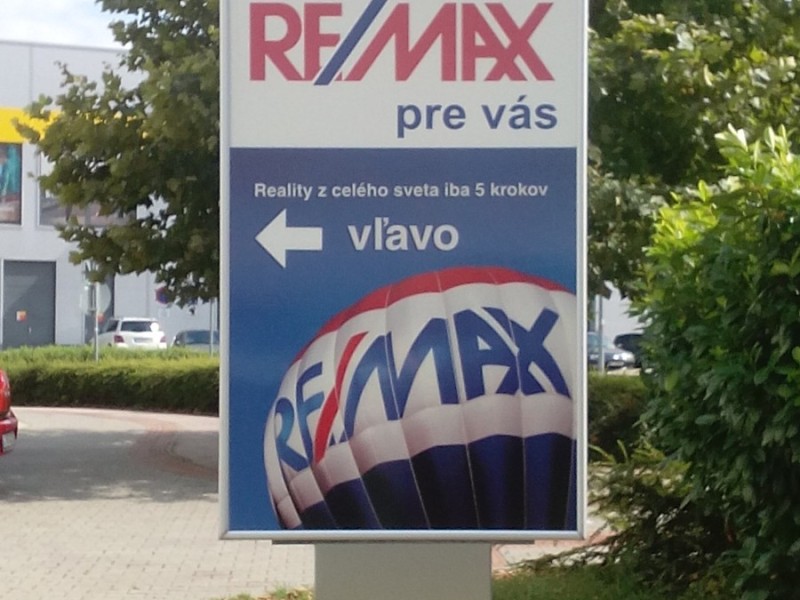 RE/MAX
pre vás
Reality z celého sveta iba 5 krokov
vľavo
RE/MAX